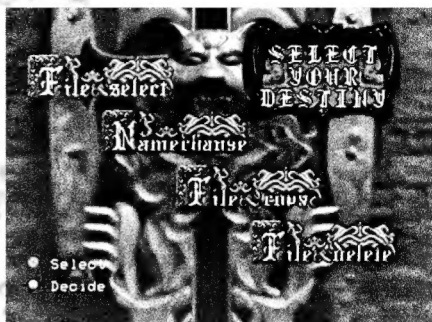 SELECT
YOUR
DESTINY
File select
Namechange
File copy
File delete
Select
Decide